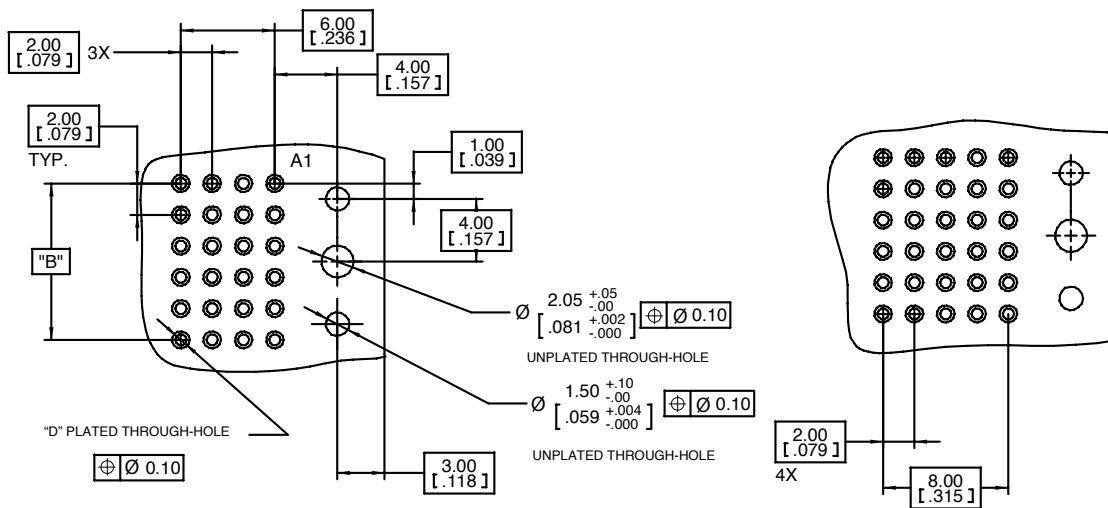 6.00
[.236]
2.00
[.079]
3X
4.00
[.157]
2.00
[.079]
TYP.
A1
1.00
[.039]
4.00
[.157]
"B"
Ø 2.05 +.05 -.00
[.081 +.002 -.000]
⌖ Ø 0.10
UNPLATED THROUGH-HOLE
Ø 1.50 +.10 -.00
[.059 +.004 -.000]
⌖ Ø 0.10
UNPLATED THROUGH-HOLE
“D” PLATED THROUGH-HOLE
⌖ Ø 0.10
3.00
[.118]
2.00
[.079]
4X
8.00
[.315]